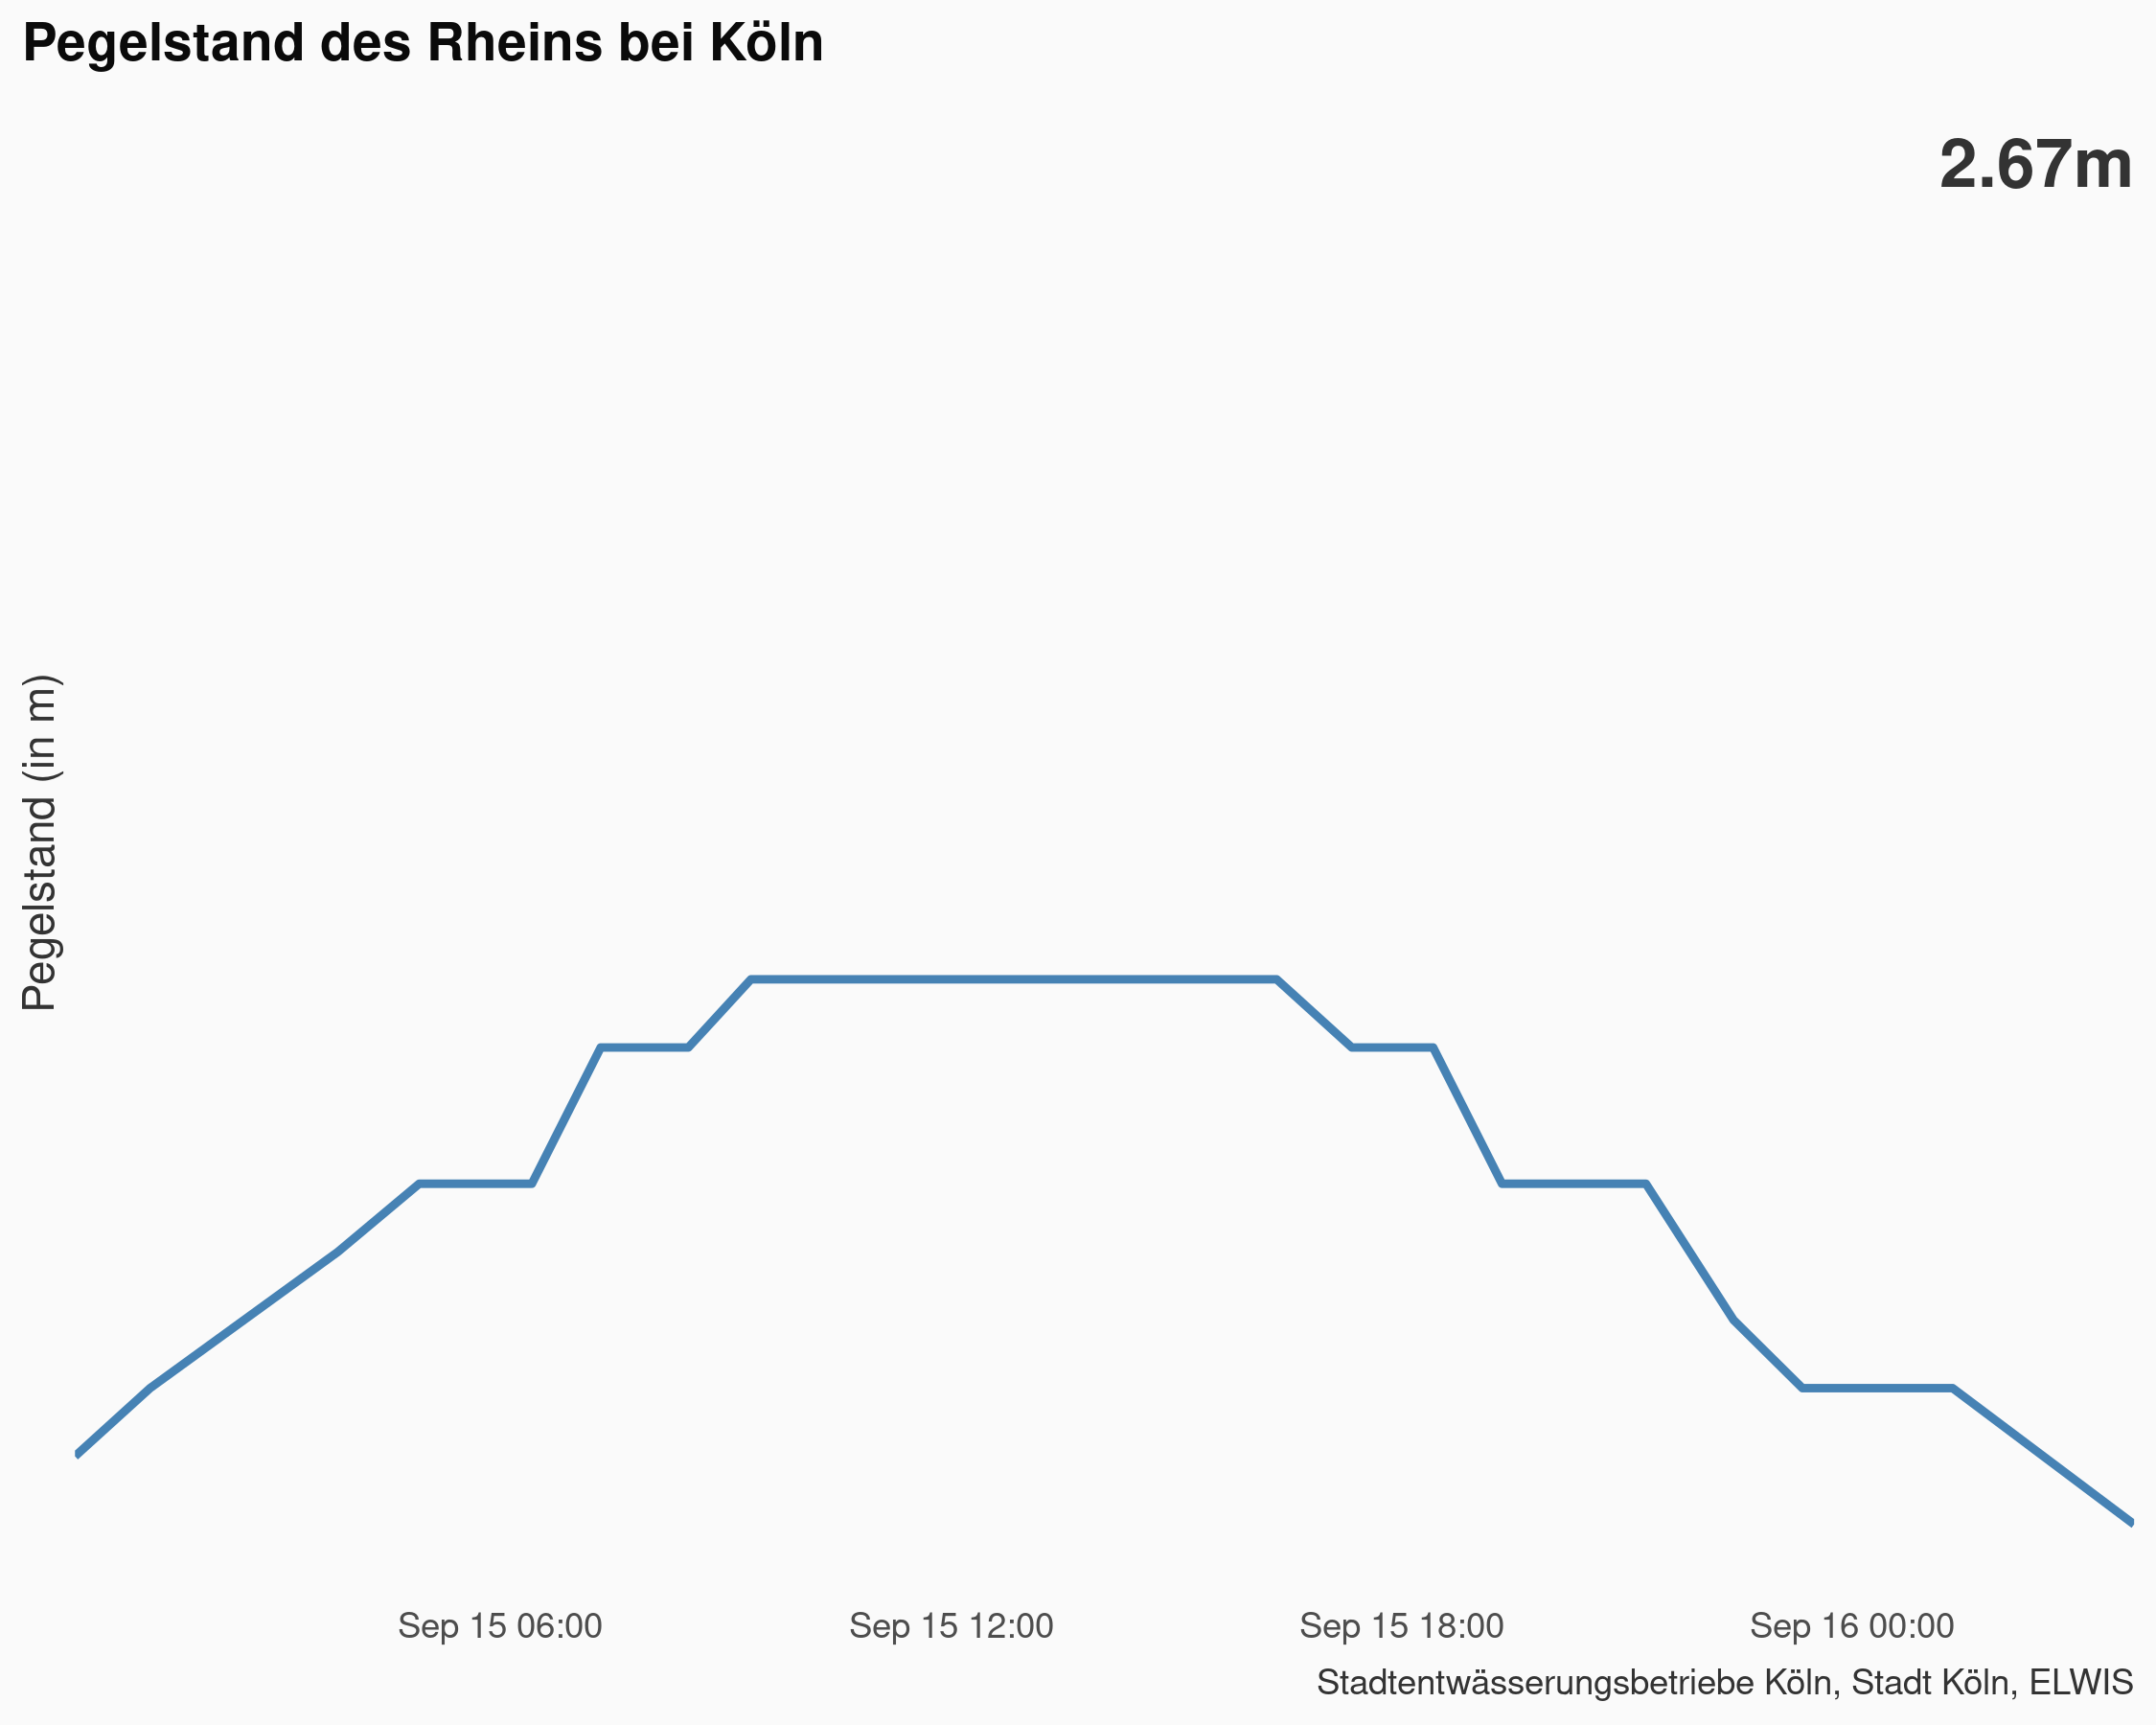 Pegelstand des Rheins bei Köln
2.67m
Pegelstand (in m)
Sep 15 06:00
Sep 15 12:00
Sep 15 18:00
Sep 16 00:00
Stadtentwässerungsbetriebe Köln, Stadt Köln, ELWIS